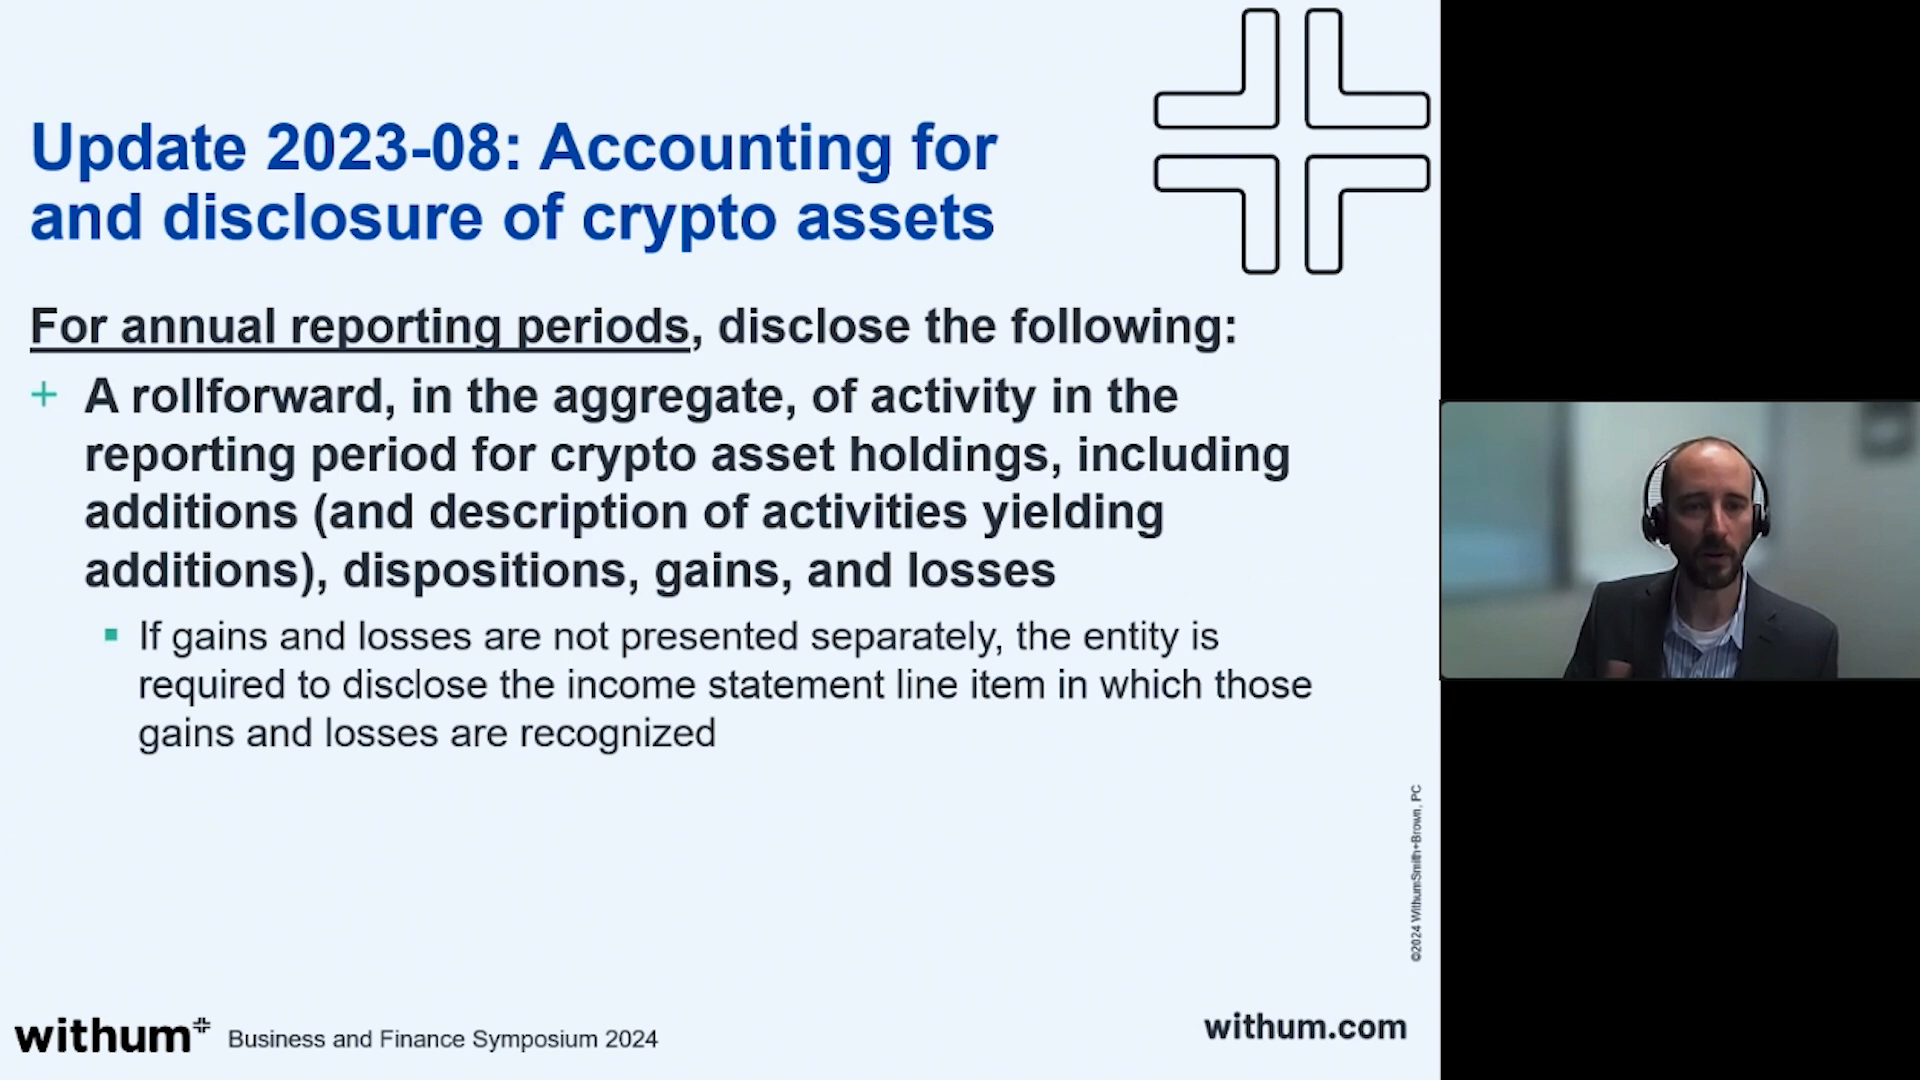 Update 2023-08: Accounting for
and disclosure of crypto assets
For annual reporting periods, disclose the following:
+ A rollforward, in the aggregate, of activity in the
reporting period for crypto asset holdings, including
additions (and description of activities yielding
additions), dispositions, gains, and losses
▪ If gains and losses are not presented separately, the entity is
required to disclose the income statement line item in which those
gains and losses are recognized
©2024 WithumSmith+Brown, PC
withum+ Business and Finance Symposium 2024
withum.com